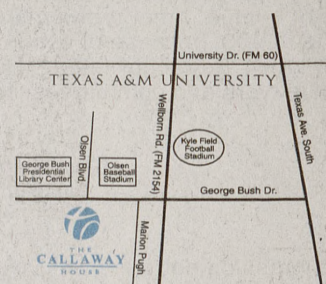 University Dr. (FM 60)
TEXAS A&M UNIVERSITY
Wellborn Rd. (FM 2154)
Texas Ave. South
Kyle Field
Football
Stadium
Olsen Blvd.
George Bush
Presidential
Library Center
Olsen
Baseball
Stadium
George Bush Dr.
Marion Pugh
THE
CALLAWAY
HOUSE